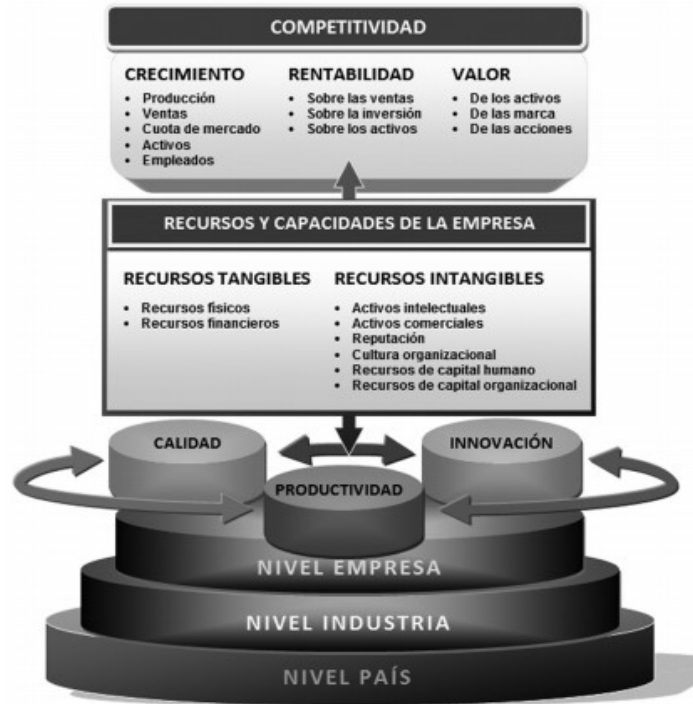 COMPETITIVIDAD
CRECIMIENTO
• Producción
• Ventas
• Cuota de mercado
• Activos
• Empleados
RENTABILIDAD
• Sobre las ventas
• Sobre la inversión
• Sobre los activos
VALOR
• De los activos
• De las marca
• De las acciones
RECURSOS Y CAPACIDADES DE LA EMPRESA
RECURSOS TANGIBLES
• Recursos físicos
• Recursos financieros
RECURSOS INTANGIBLES
• Activos intelectuales
• Activos comerciales
• Reputación
• Cultura organizacional
• Recursos de capital humano
• Recursos de capital organizacional
CALIDAD
INNOVACIÓN
PRODUCTIVIDAD
NIVEL EMPRESA
NIVEL INDUSTRIA
NIVEL PAÍS